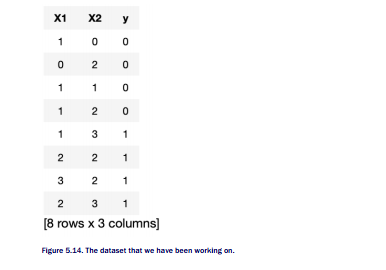 X1 X2 y
1 0 0
0 2 0
1 1 0
1 2 0
1 3 1
2 2 1
3 2 1
2 3 1
[8 rows x 3 columns]
Figure 5.14. The dataset that we have been working on.